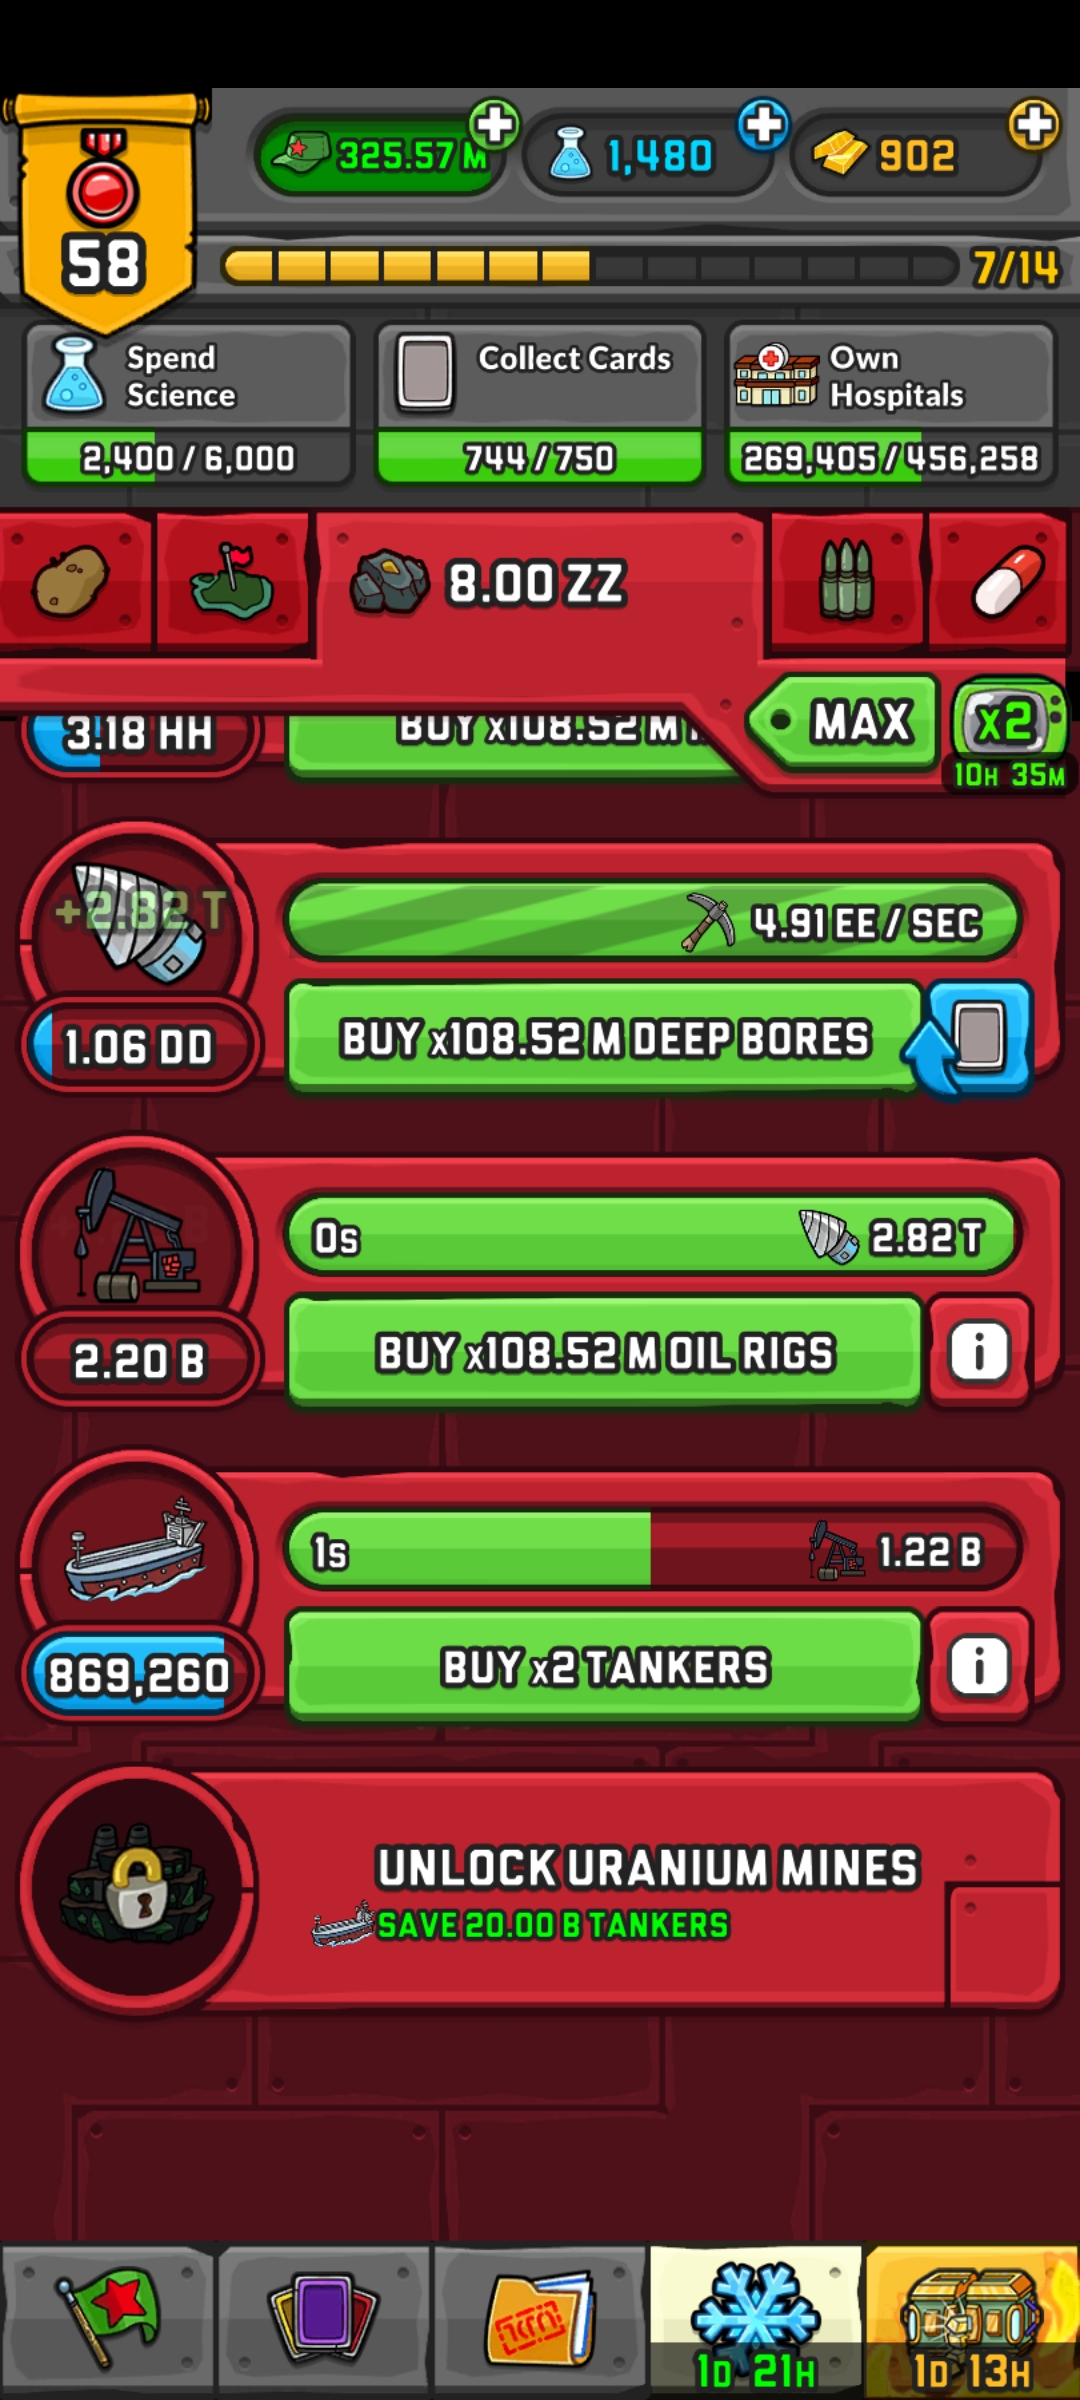 325.57 M
1,480
902
58
7/14
Spend
Science
Collect Cards
Own
Hospitals
2,400 / 6,000
744 / 750
269,405 / 456,258
8.00 ZZ
MAX
x2
10H 35M
3.18 HH
BUY x108.52 M
+2.82 T
4.91 EE / SEC
1.06 DD
BUY x108.52 M DEEP BORES
0s
2.82 T
2.20 B
BUY x108.52 M OIL RIGS
i
1s
1.22 B
869,260
BUY x2 TANKERS
i
UNLOCK URANIUM MINES
SAVE 20.00 B TANKERS
1D 21H
1D 13H